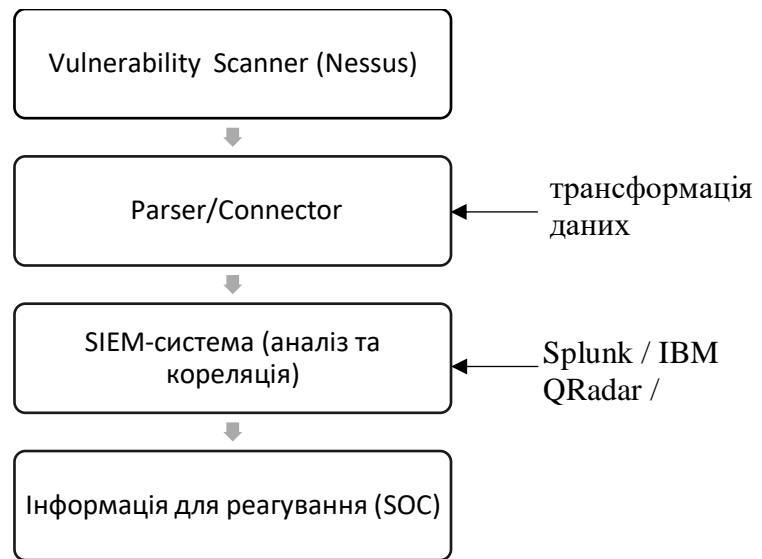 Vulnerability Scanner (Nessus)
Parser/Connector
трансформація
даних
SIEM-система (аналіз та
кореляція)
Splunk / IBM
QRadar /
Інформація для реагування (SOC)